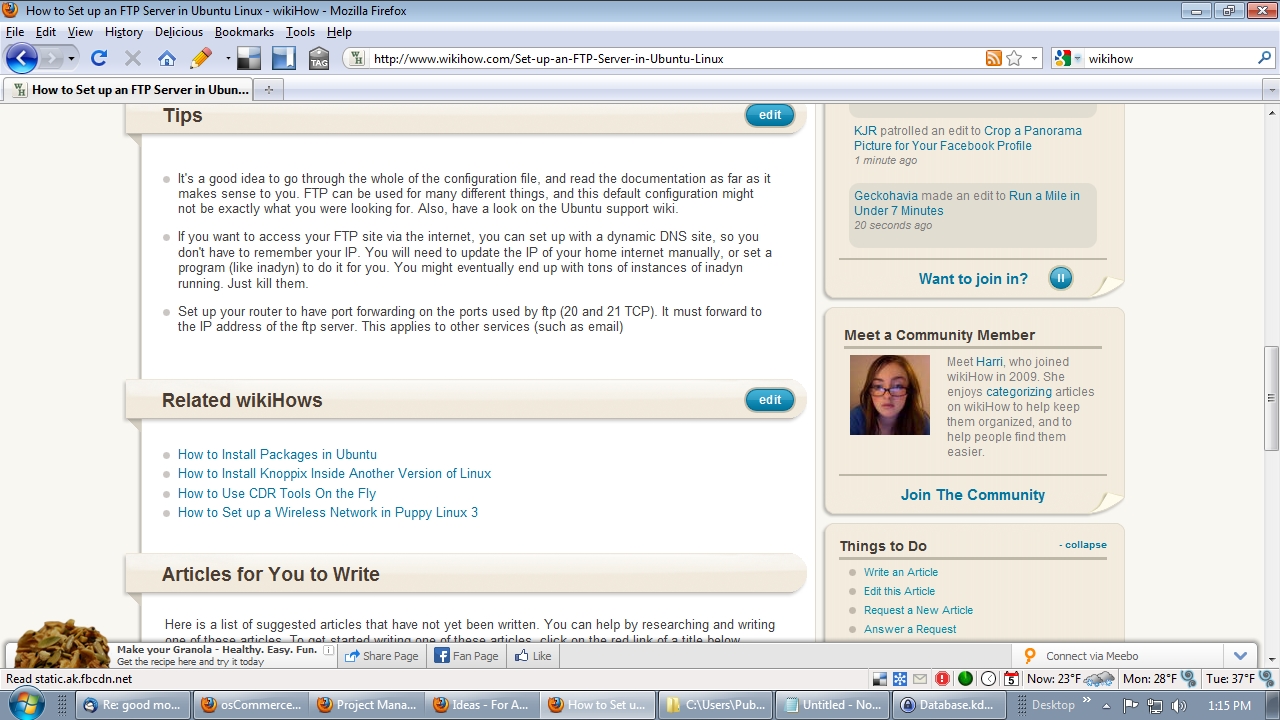 How to Set up an FTP Server in Ubuntu Linux - wikiHow - Mozilla Firefox
File Edit View History Delicious Bookmarks Tools Help
TAG
http://www.wikihow.com/Set-up-an-FTP-Server-in-Ubuntu-Linux
wikihow
How to Set up an FTP Server in Ubun...
Tips
edit
It's a good idea to go through the whole of the configuration file, and read the documentation as far as it
makes sense to you. FTP can be used for many different things, and this default configuration might
not be exactly what you were looking for. Also, have a look on the Ubuntu support wiki.
If you want to access your FTP site via the internet, you can set up with a dynamic DNS site, so you
don't have to remember your IP. You will need to update the IP of your home internet manually, or set a
program (like inadyn) to do it for you. You might eventually end up with tons of instances of inadyn
running. Just kill them.
Set up your router to have port forwarding on the ports used by ftp (20 and 21 TCP). It must forward to
the IP address of the ftp server. This applies to other services (such as email)
Related wikiHows
edit
How to Install Packages in Ubuntu
How to Install Knoppix Inside Another Version of Linux
How to Use CDR Tools On the Fly
How to Set up a Wireless Network in Puppy Linux 3
Articles for You to Write
Here is a list of suggested articles that have not yet been written. You can help by researching and writing
one of these articles. To get started writing one of these articles, click on the red link of a title below.
KJR patrolled an edit to Crop a Panorama
Picture for Your Facebook Profile
1 minute ago
Geckohavia made an edit to Run a Mile in
Under 7 Minutes
20 seconds ago
Want to join in?
Meet a Community Member
Meet Harri, who joined
wikiHow in 2009. She
enjoys categorizing articles
on wikiHow to help keep
them organized, and to
help people find them
easier.
Join The Community
Things to Do
- collapse
Write an Article
Edit this Article
Request a New Article
Answer a Request
Make your Granola - Healthy. Easy. Fun.
Get the recipe here and try it today
Share Page
Fan Page
Like
Connect via Meebo
Read static.ak.fbcdn.net
5
Now: 23°F
Mon: 28°F
Tue: 37°F
Re: good mo...
osCommerce...
Project Mana...
Ideas - For A...
How to Set u...
C:\Users\Pub...
Untitled - No...
Database.kd...
Desktop
1:15 PM